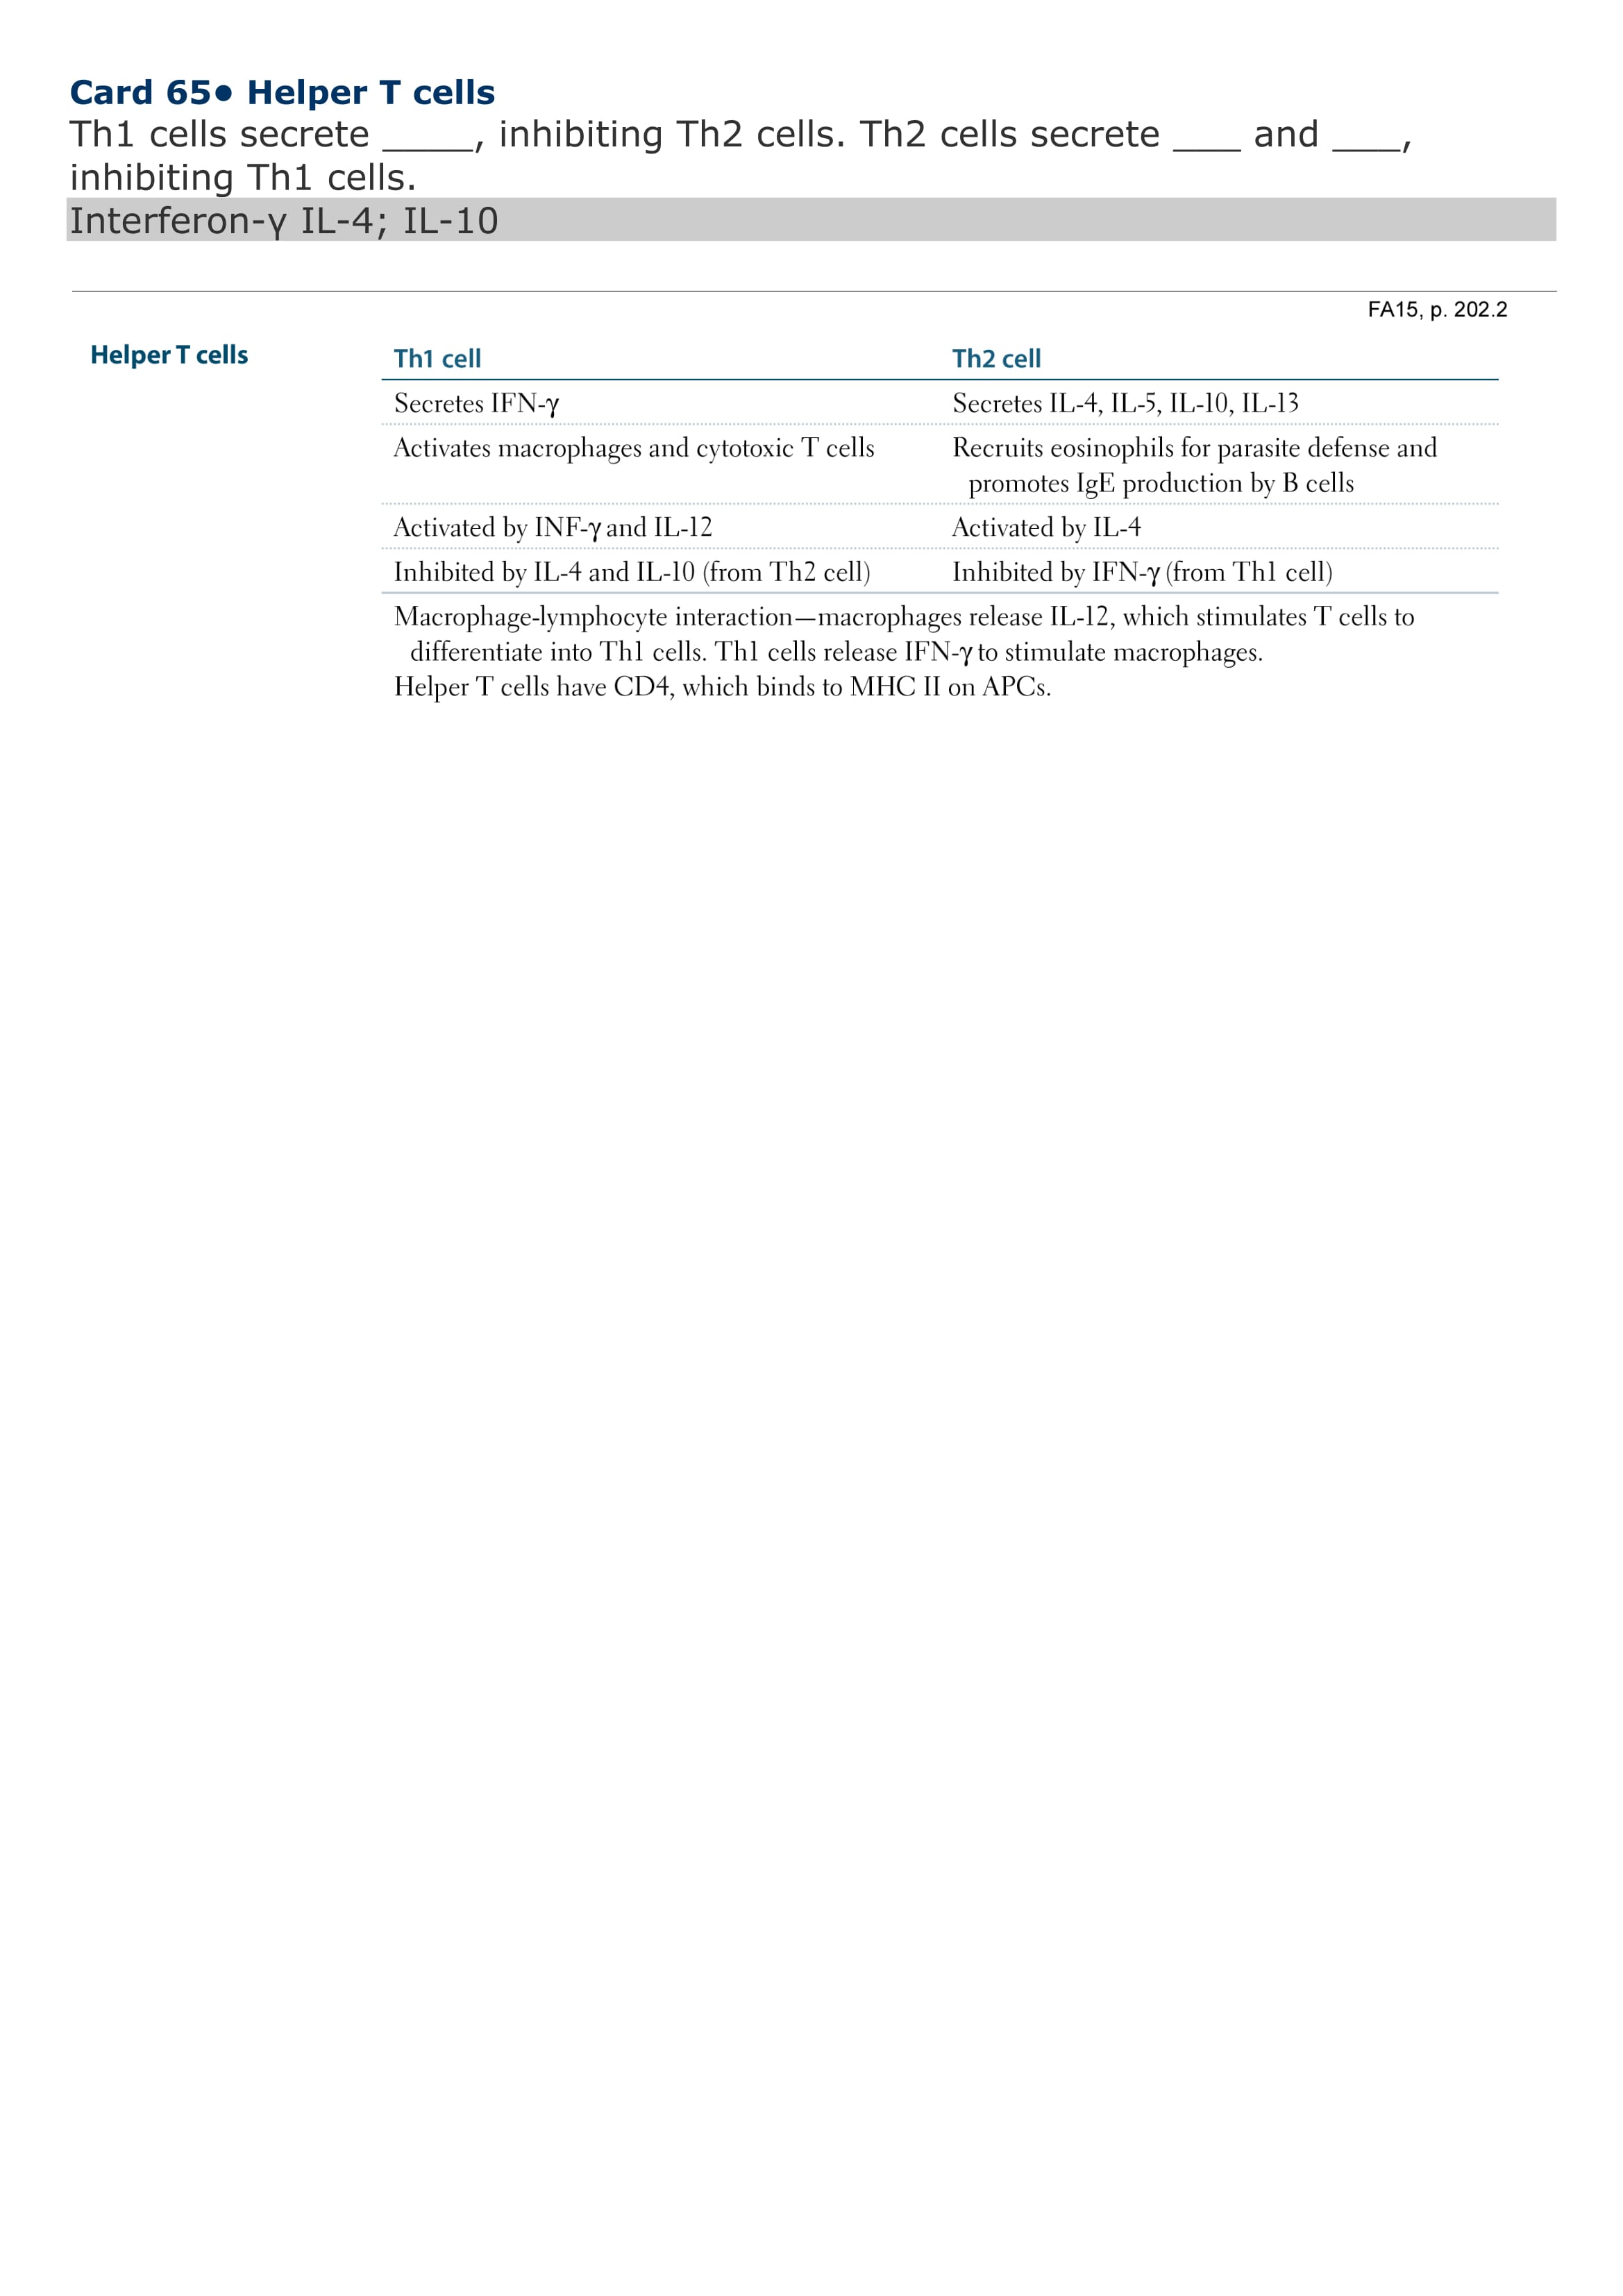 Card 65● Helper T cells
Th1 cells secrete ____, inhibiting Th2 cells. Th2 cells secrete ___ and ___,
inhibiting Th1 cells.
Interferon-γ IL-4; IL-10
FA15, p. 202.2
Helper T cells Th1 cell Th2 cell
Secretes IFN-γ Secretes IL-4, IL-5, IL-10, IL-13
Activates macrophages and cytotoxic T cells Recruits eosinophils for parasite defense and
promotes IgE production by B cells
Activated by INF-γ and IL-12 Activated by IL-4
Inhibited by IL-4 and IL-10 (from Th2 cell) Inhibited by IFN-γ (from Th1 cell)
Macrophage-lymphocyte interaction—macrophages release IL-12, which stimulates T cells to
differentiate into Th1 cells. Th1 cells release IFN-γ to stimulate macrophages.
Helper T cells have CD4, which binds to MHC II on APCs.